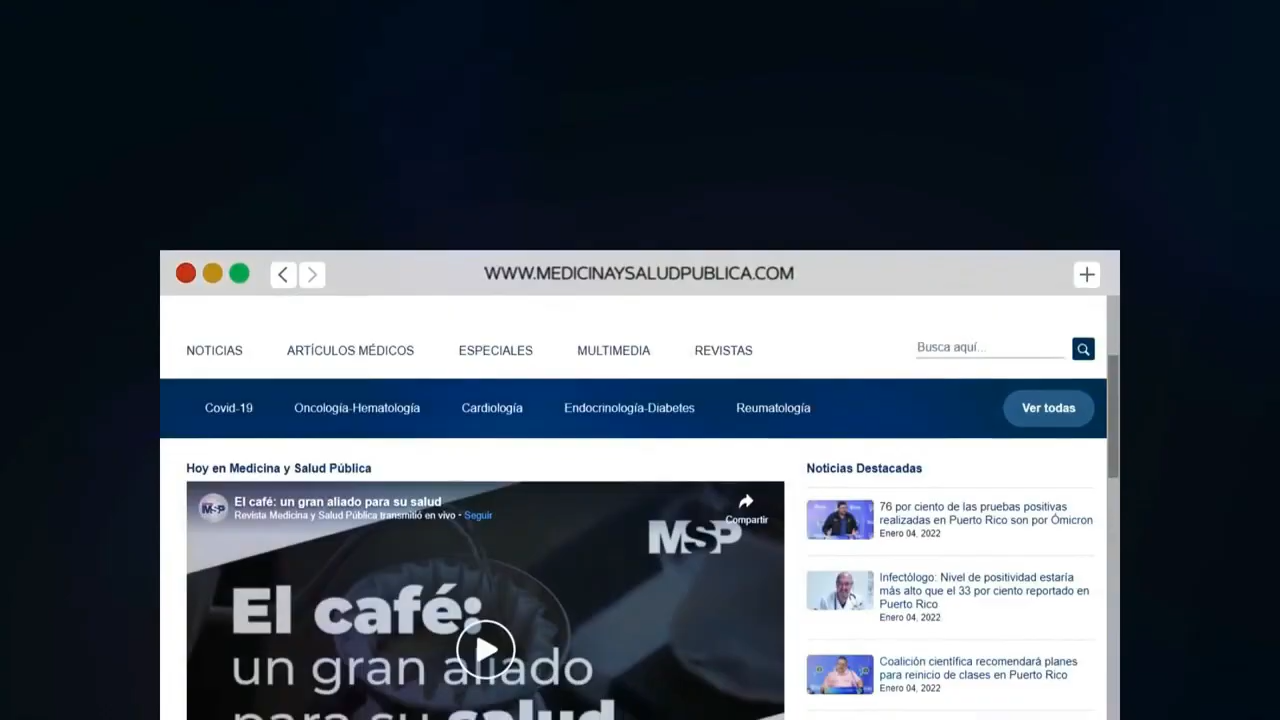 WWW.MEDICINAYSALUDPUBLICA.COM
NOTICIAS
ARTÍCULOS MÉDICOS
ESPECIALES
MULTIMEDIA
REVISTAS
Busca aquí...
Covid-19
Oncología-Hematología
Cardiología
Endocrinología-Diabetes
Reumatología
Ver todas
Hoy en Medicina y Salud Pública
MSP
El café: un gran aliado para su salud
Revista Medicina y Salud Pública transmitió en vivo • Seguir
Compartir
MSP
El café:
un gran aliado
para su salud
Noticias Destacadas
76 por ciento de las pruebas positivas
realizadas en Puerto Rico son por Ómicron
Enero 04, 2022
Infectólogo: Nivel de positividad estaría
más alto que el 33 por ciento reportado en
Puerto Rico
Enero 04, 2022
Coalición científica recomendará planes
para reinicio de clases en Puerto Rico
Enero 04, 2022